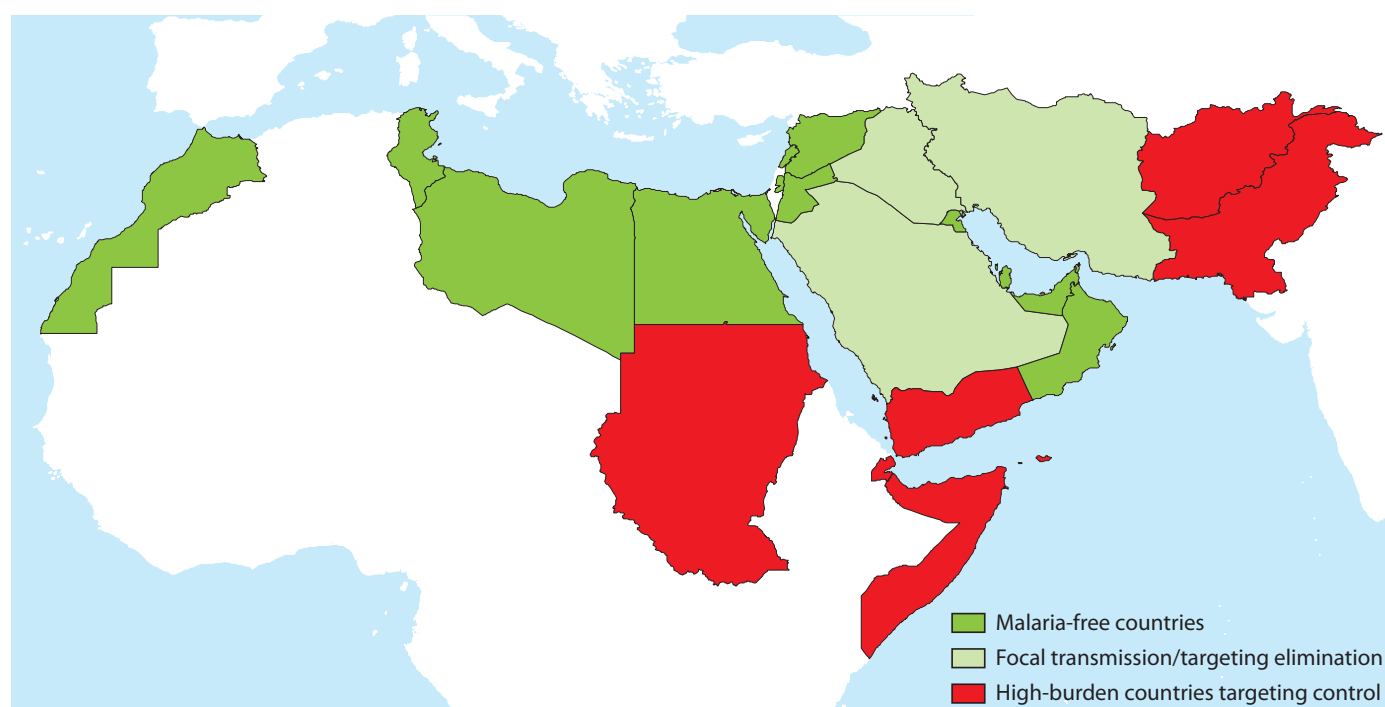 Malaria-free countries
Focal transmission/targeting elimination
High-burden countries targeting control